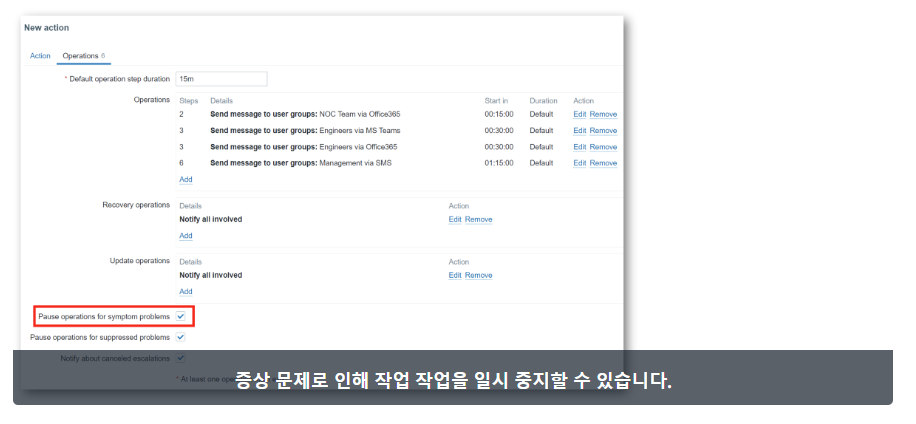 New action
Action Operations 6
* Default operation step duration 15m
Operations Steps Details Start in Duration Action
2 Send message to user groups: NOC Team via Office365 00:15:00 Default Edit Remove
3 Send message to user groups: Engineers via MS Teams 00:30:00 Default Edit Remove
3 Send message to user groups: Engineers via Office365 00:30:00 Default Edit Remove
6 Send message to user groups: Management via SMS 01:15:00 Default Edit Remove
Add
Recovery operations Details Action
Notify all involved Edit Remove
Add
Update operations Details Action
Notify all involved Edit Remove
Add
Pause operations for symptom problems
Pause operations for suppressed problems
Notify about canceled escalations
* At least one
증상 문제로 인해 작업 작업을 일시 중지할 수 있습니다.